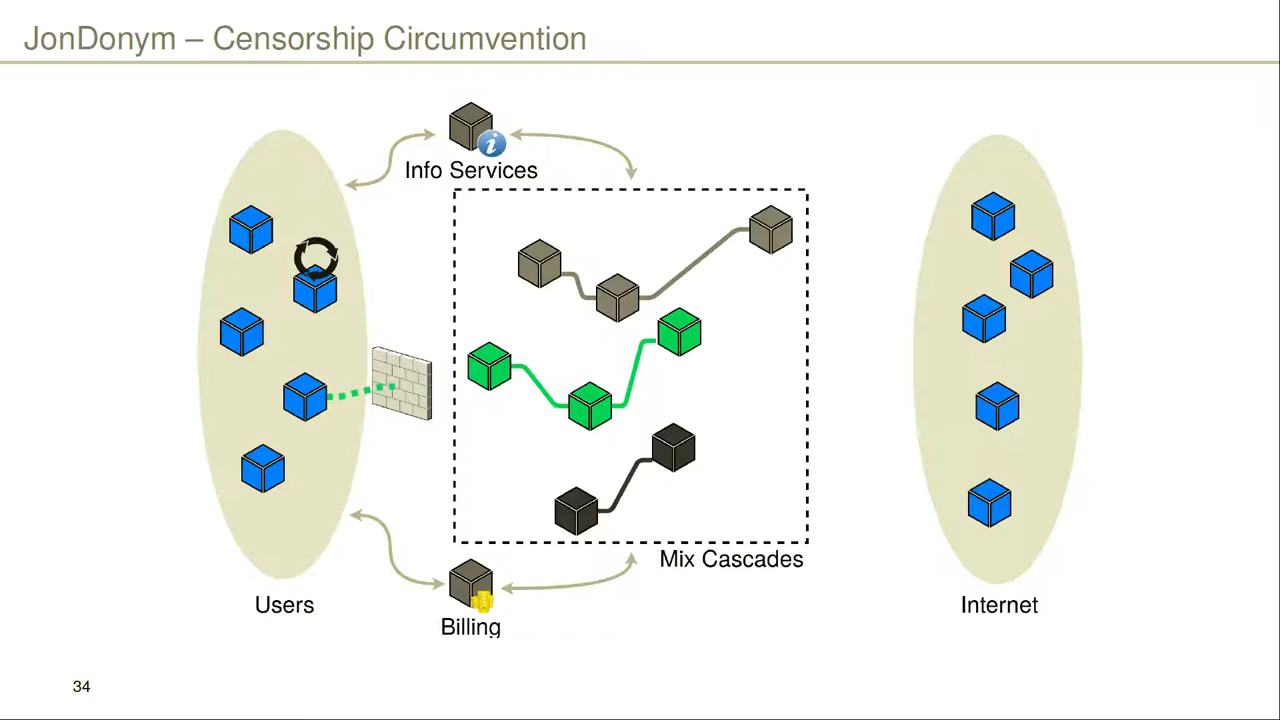 JonDonym – Censorship Circumvention
i
Info Services
Mix Cascades
Users
Internet
Billing
34